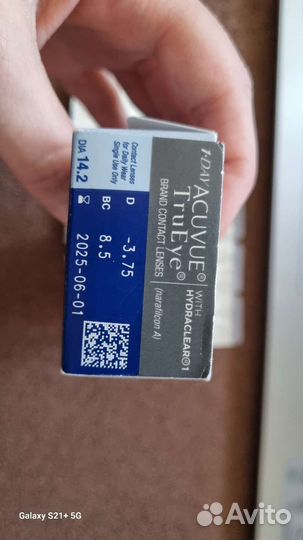 1·DAY ACUVUE®
TruEye®
BRAND CONTACT LENSES
WITH
HYDRACLEAR®1
(narafilcon A)
Contact Lenses
for Daily Wear
Single Use Only
DIA 14.2
D -3.75
BC 8.5
2025-06-01
Galaxy S21+ 5G
Avito